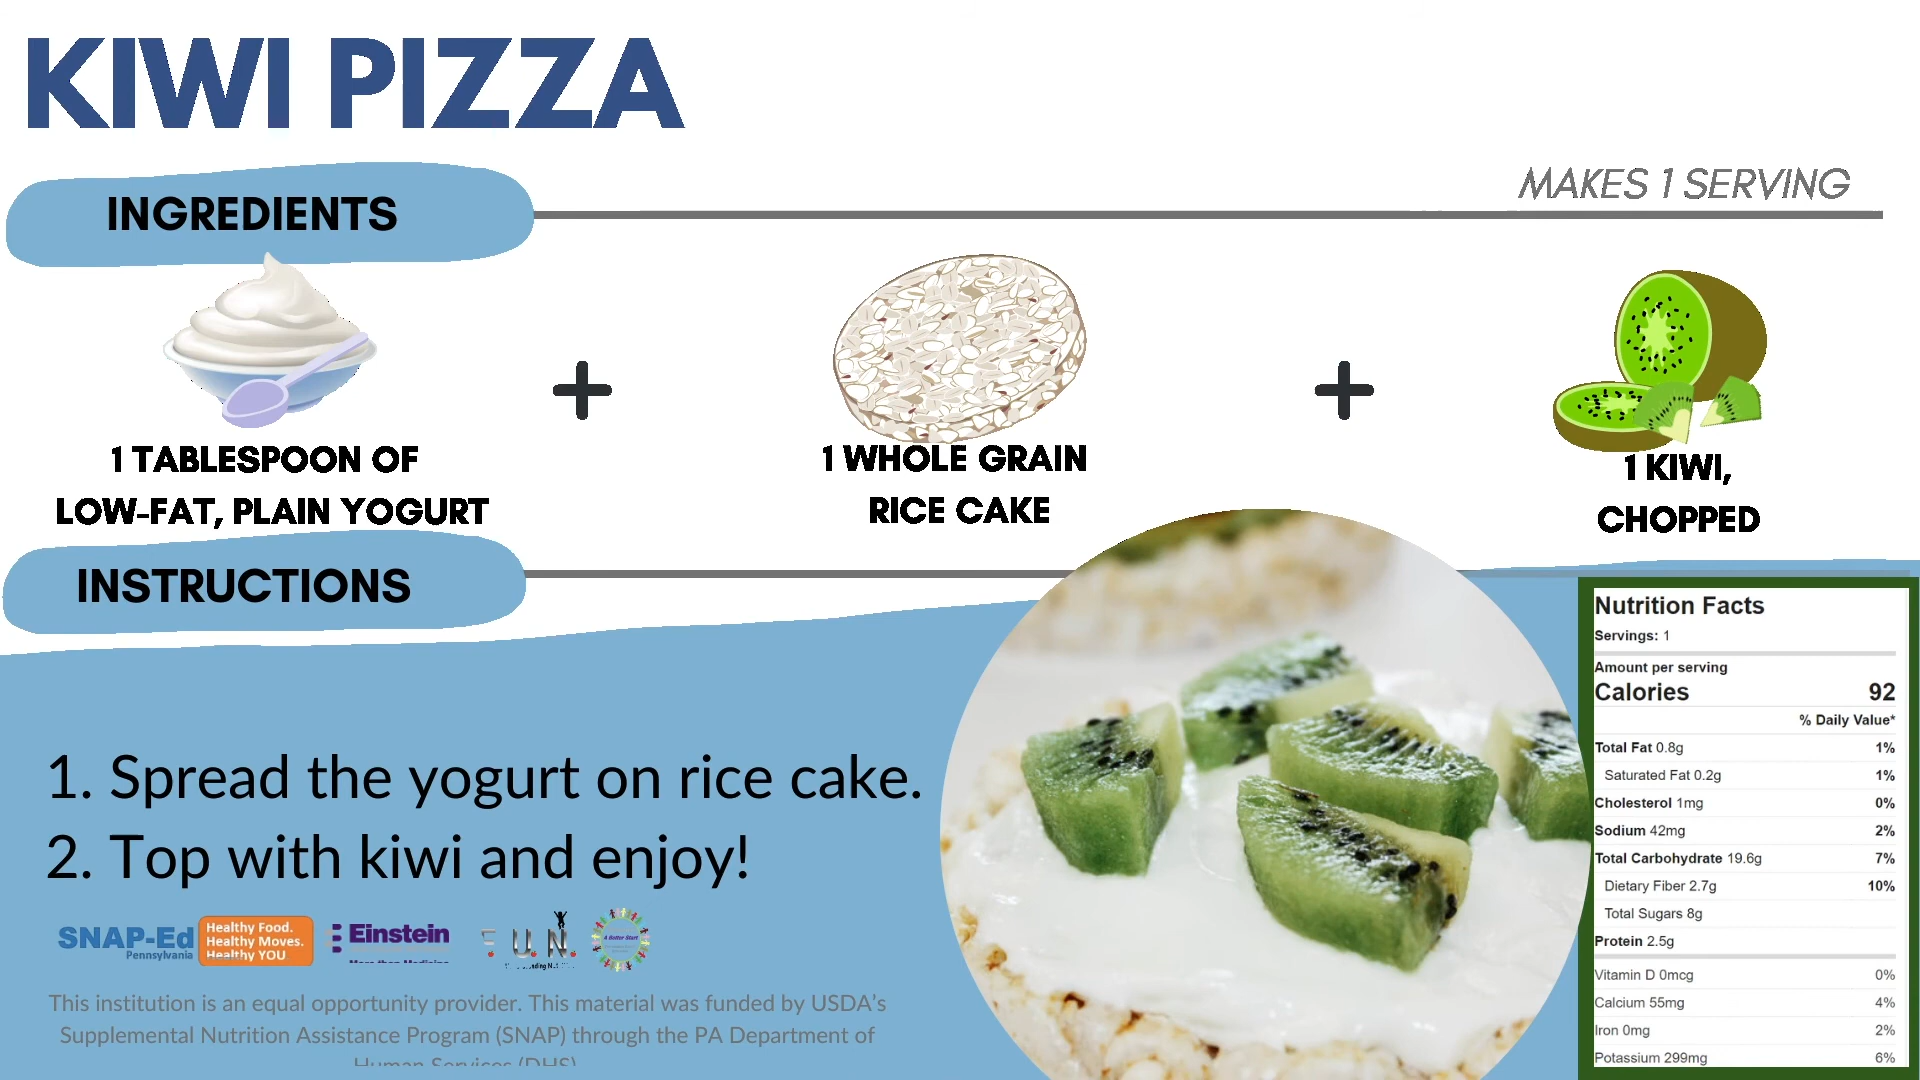 KIWI PIZZA
INGREDIENTS
MAKES 1 SERVING
1 TABLESPOON OF
LOW-FAT, PLAIN YOGURT
1 WHOLE GRAIN
RICE CAKE
1 KIWI,
CHOPPED
INSTRUCTIONS
1. Spread the yogurt on rice cake.
2. Top with kiwi and enjoy!
SNAP-Ed
Pennsylvania
Healthy Food.
Healthy Moves.
Healthy YOU
Einstein
More than Medicine
F.U.N.
A Better Start
This institution is an equal opportunity provider. This material was funded by USDA's
Supplemental Nutrition Assistance Program (SNAP) through the PA Department of
Human Services (DHS)
Nutrition Facts
Servings: 1
Amount per serving
Calories 92
% Daily Value*
Total Fat 0.8g 1%
Saturated Fat 0.2g 1%
Cholesterol 1mg 0%
Sodium 42mg 2%
Total Carbohydrate 19.6g 7%
Dietary Fiber 2.7g 10%
Total Sugars 8g
Protein 2.5g
Vitamin D 0mcg 0%
Calcium 55mg 4%
Iron 0mg 2%
Potassium 299mg 6%